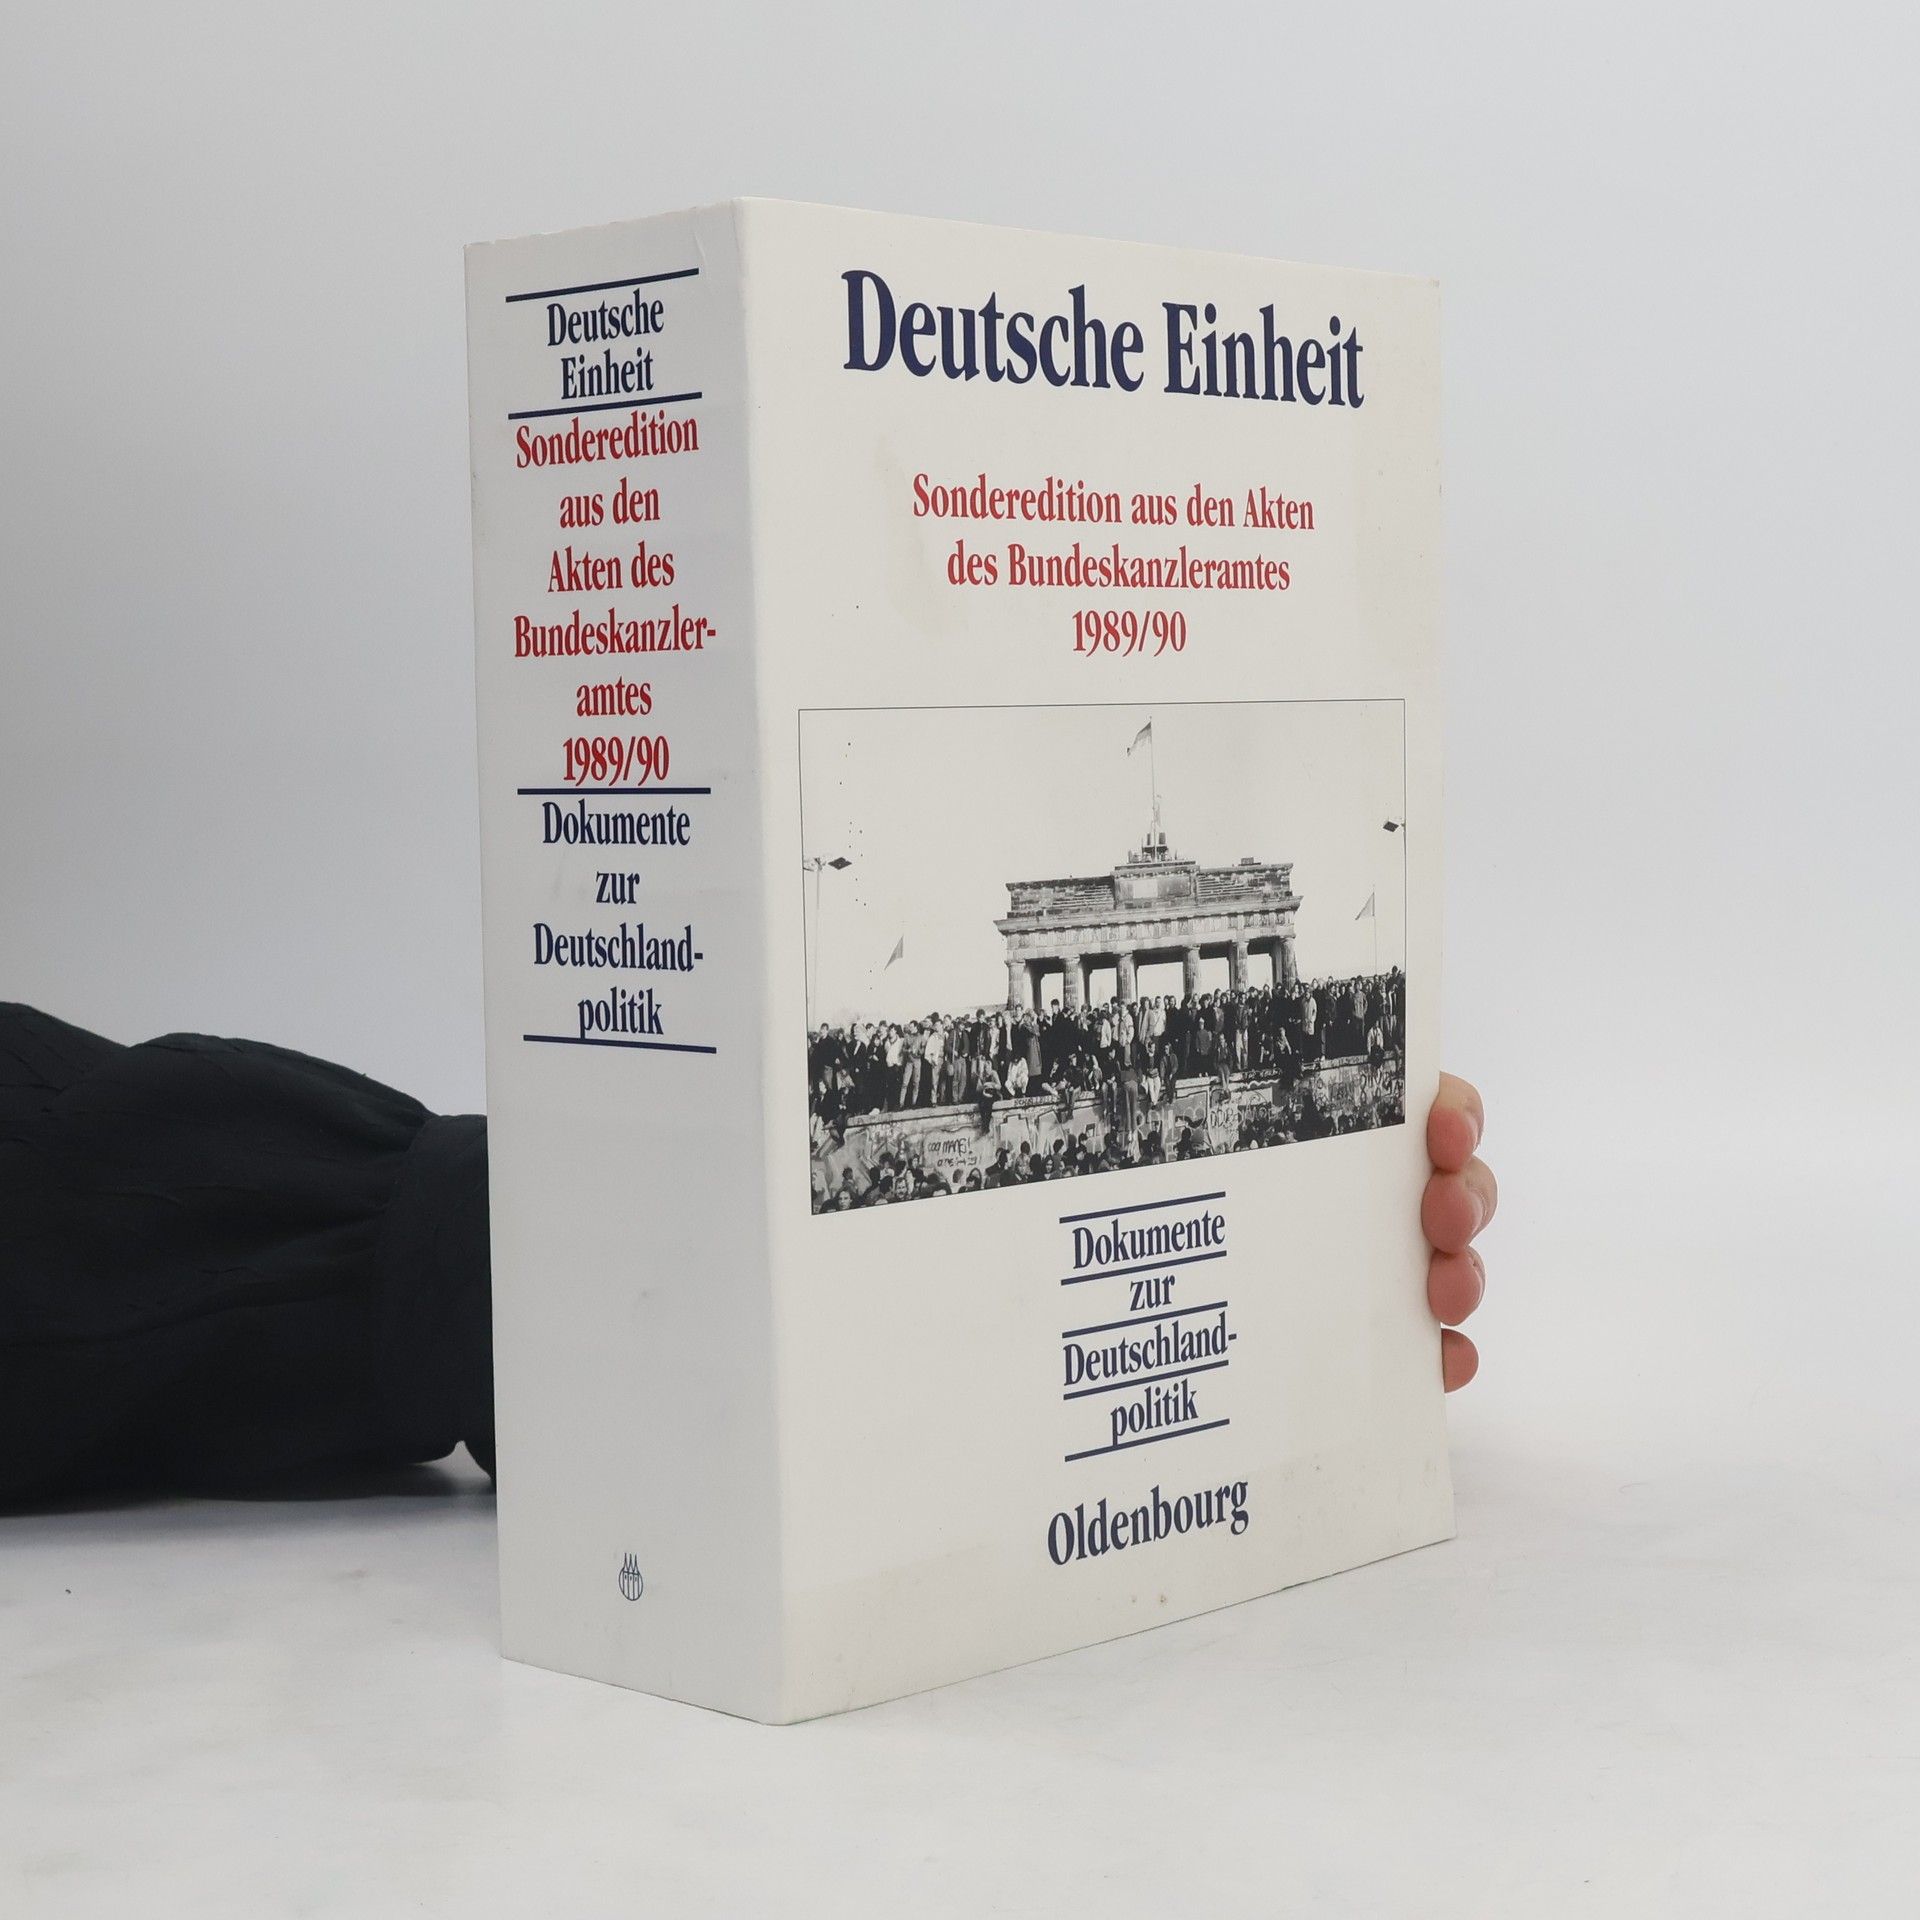 Deutsche
Einheit
Sonderedition
aus den
Akten des
Bundeskanzler-
amtes
1989/90
Dokumente
zur
Deutschland-
politik
Deutsche Einheit
Sonderedition aus den Akten
des Bundeskanzleramtes
1989/90
Dokumente
zur
Deutschland-
politik
Oldenbourg